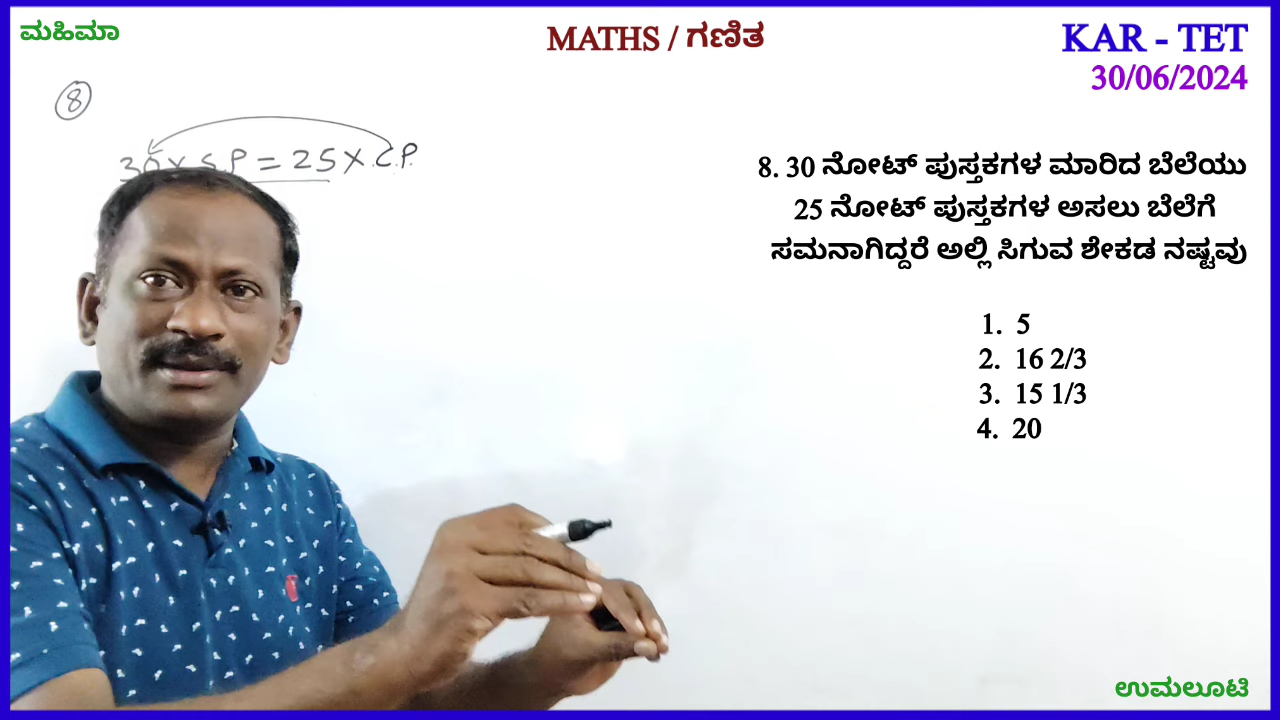 ಮಹಿಮಾ
MATHS / ಗಣಿತ
KAR - TET
30/06/2024
8
30 x S.P = 25 x C.P.
8. 30 ನೋಟ್ ಪುಸ್ತಕಗಳ ಮಾರಿದ ಬೆಲೆಯು
25 ನೋಟ್ ಪುಸ್ತಕಗಳ ಅಸಲು ಬೆಲೆಗೆ
ಸಮನಾಗಿದ್ದರೆ ಅಲ್ಲಿ ಸಿಗುವ ಶೇಕಡ ನಷ್ಟವು
1. 5
2. 16 2/3
3. 15 1/3
4. 20
ಉಮಲೂಟಿ